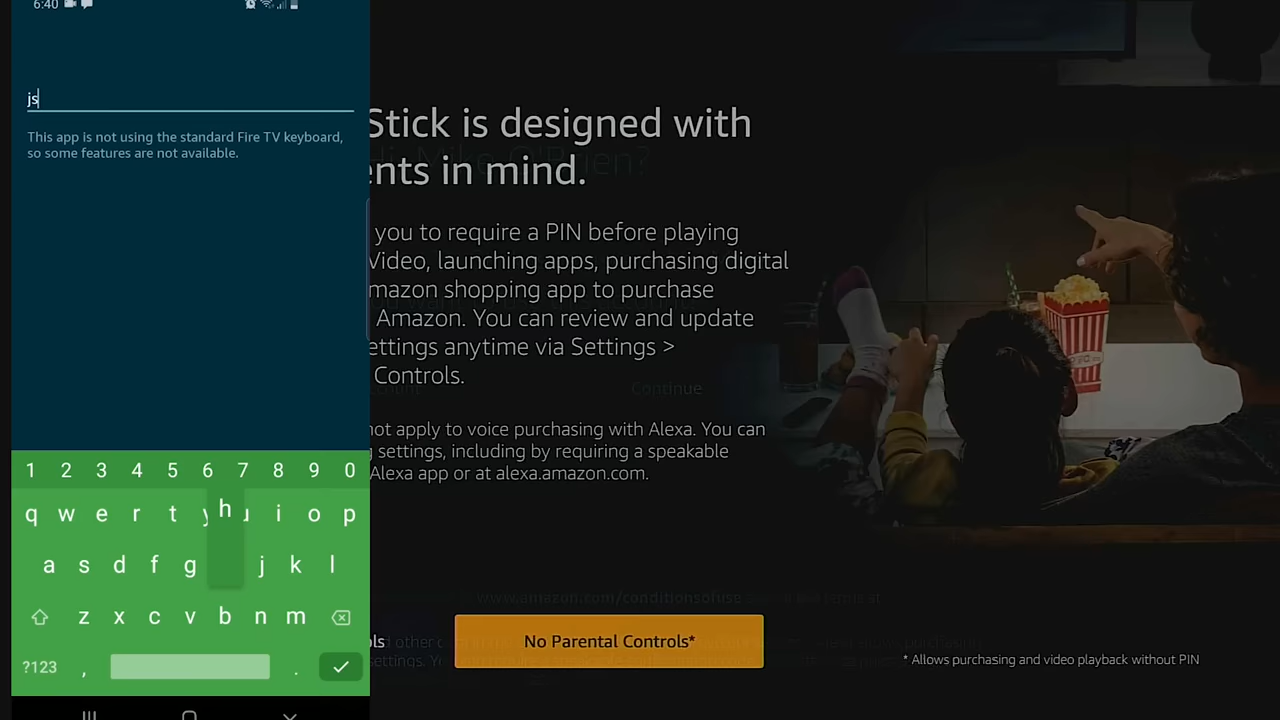 6:40
js
This app is not using the standard Fire TV keyboard,
so some features are not available.
1 2 3 4 5 6 7 8 9 0
q w e r t y h u i o p
a s d f g j k l
z x c v b n m
?123 , .
Stick is designed with
ents in mind.
you to require a PIN before playing
Video, launching apps, purchasing digital
mazon shopping app to purchase
Amazon. You can review and update
ettings anytime via Settings >
Controls.
Continue
not apply to voice purchasing with Alexa. You can
settings, including by requiring a speakable
Alexa app or at alexa.amazon.com.
www.amazon.com/conditionsofuse
No Parental Controls*
* Allows purchasing and video playback without PIN